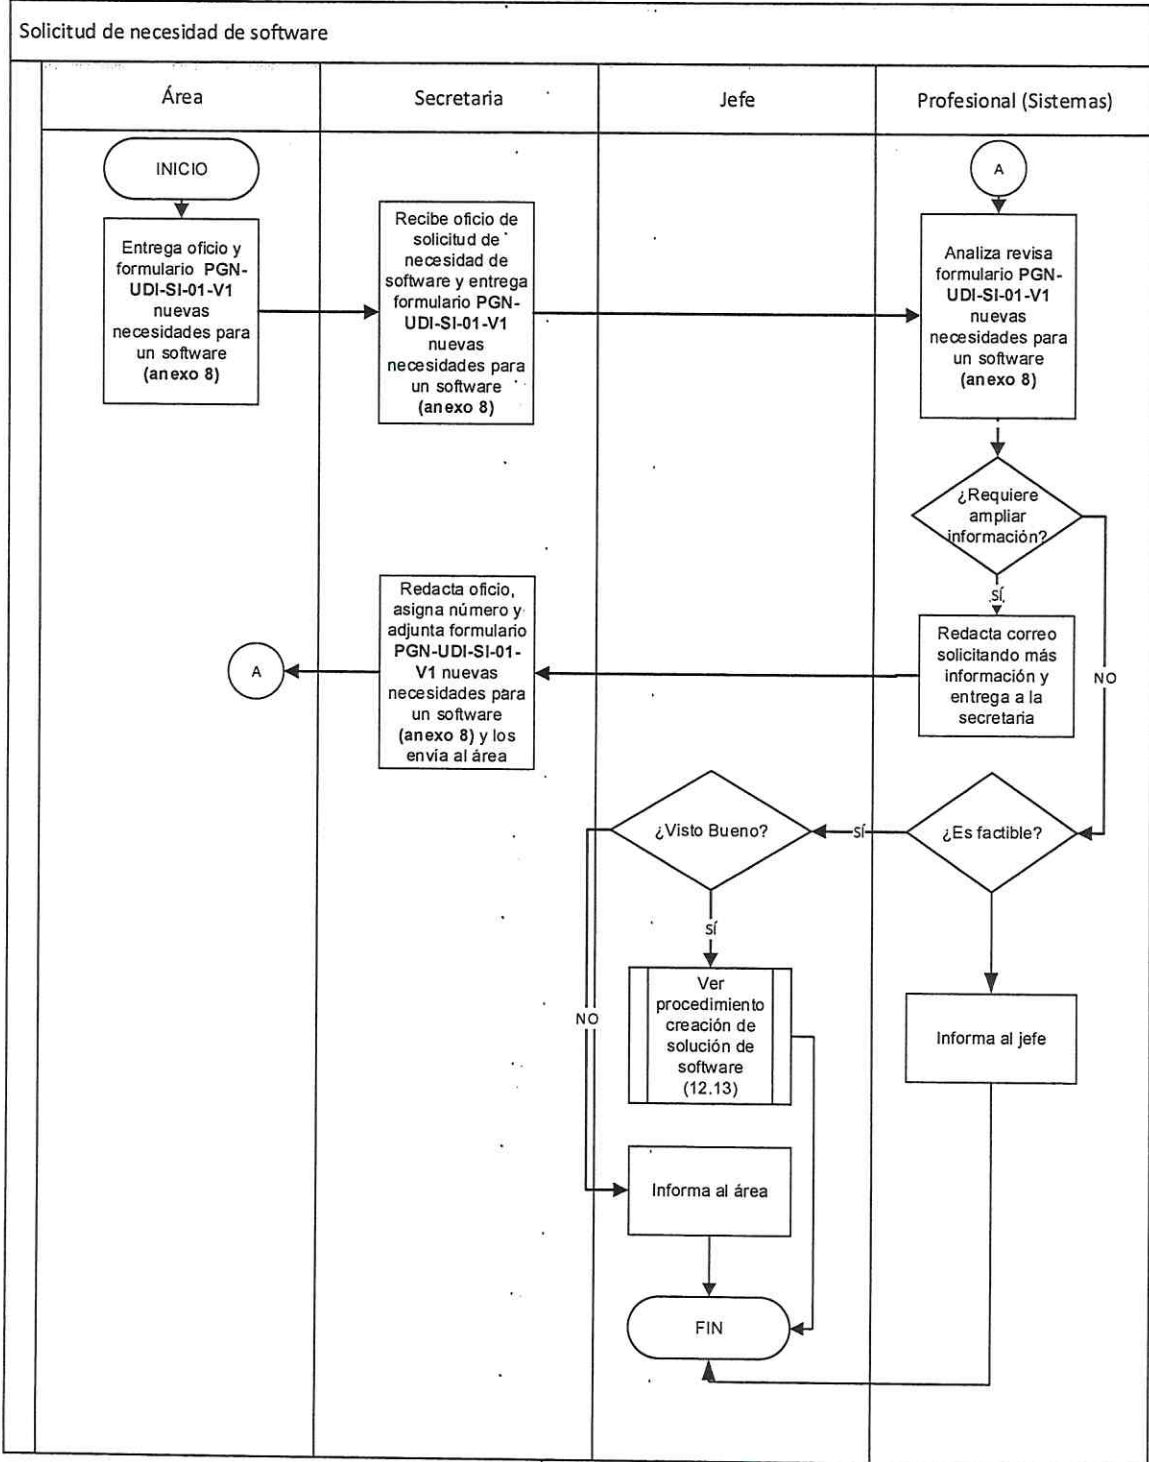 Solicitud de necesidad de software
Área
Secretaria
Jefe
Profesional (Sistemas)
INICIO
A
Entrega oficio y
formulario PGN-
UDI-SI-01-V1
nuevas
necesidades para
un software
(anexo 8)
Recibe oficio de
solicitud de
necesidad de
software y entrega
formulario PGN-
UDI-SI-01-V1
nuevas
necesidades para
un software
(anexo 8)
Analiza revisa
formulario PGN-
UDI-SI-01-V1
nuevas
necesidades para
un software
(anexo 8)
¿Requiere
ampliar
información?
SÍ
NO
Redacta correo
solicitando más
información y
entrega a la
secretaria
Redacta oficio,
asigna número y
adjunta formulario
PGN-UDI-SI-01-
V1 nuevas
necesidades para
un software
(anexo 8) y los
envía al área
A
¿Es factible?
SÍ
¿Visto Bueno?
SÍ
NO
Ver
procedimiento
creación de
solución de
software
(12.13)
Informa al jefe
Informa al área
FIN